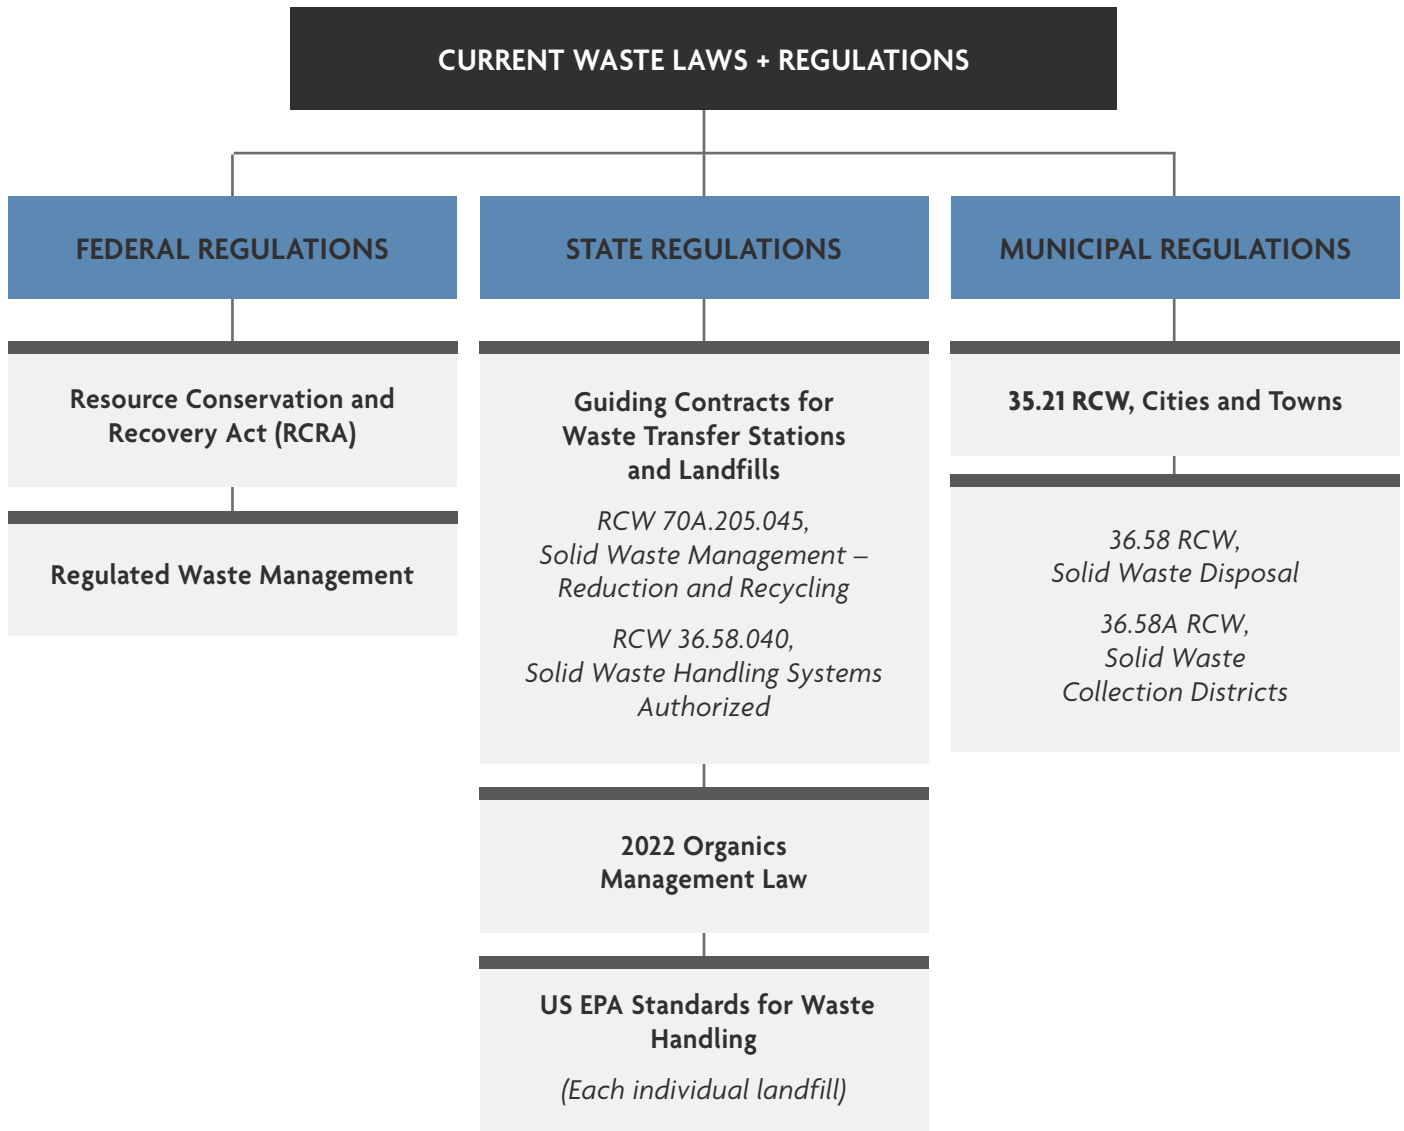 CURRENT WASTE LAWS + REGULATIONS
FEDERAL REGULATIONS
Resource Conservation and
Recovery Act (RCRA)
Regulated Waste Management
STATE REGULATIONS
Guiding Contracts for
Waste Transfer Stations
and Landfills
RCW 70A.205.045,
Solid Waste Management –
Reduction and Recycling
RCW 36.58.040,
Solid Waste Handling Systems
Authorized
2022 Organics
Management Law
US EPA Standards for Waste
Handling
(Each individual landfill)
MUNICIPAL REGULATIONS
35.21 RCW, Cities and Towns
36.58 RCW,
Solid Waste Disposal
36.58A RCW,
Solid Waste
Collection Districts